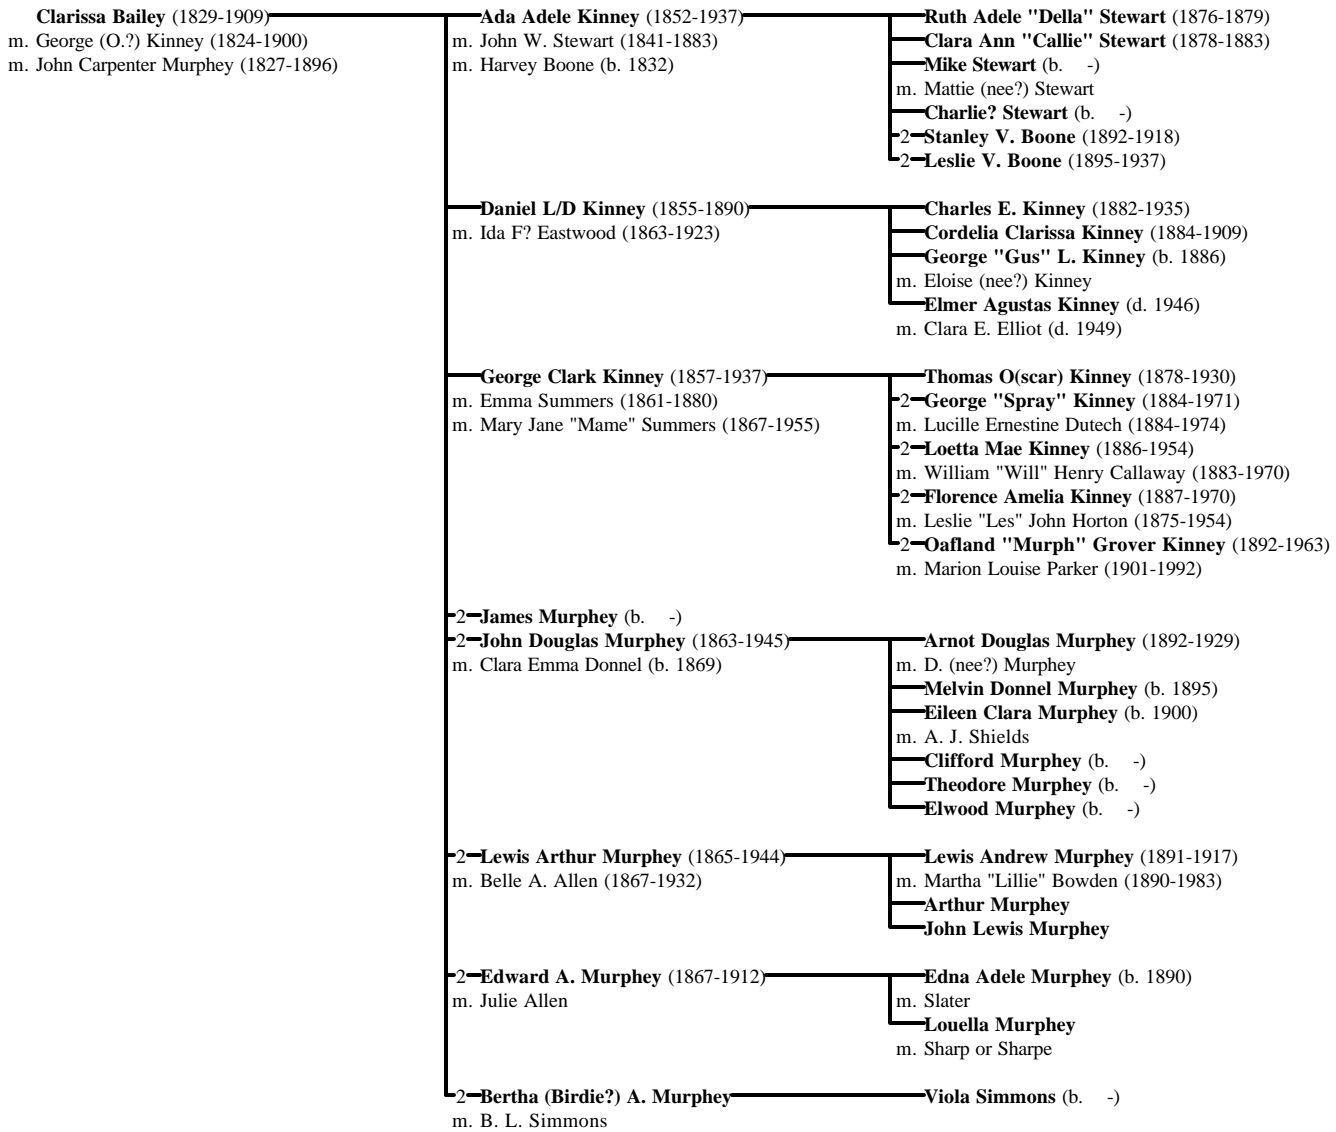 Clarissa Bailey (1829-1909)
m. George (O.?) Kinney (1824-1900)
m. John Carpenter Murphey (1827-1896)
Ada Adele Kinney (1852-1937)
m. John W. Stewart (1841-1883)
m. Harvey Boone (b. 1832)
Ruth Adele "Della" Stewart (1876-1879)
Clara Ann "Callie" Stewart (1878-1883)
Mike Stewart (b. -)
m. Mattie (nee?) Stewart
Charlie? Stewart (b. -)
2 Stanley V. Boone (1892-1918)
2 Leslie V. Boone (1895-1937)
Daniel L/D Kinney (1855-1890)
m. Ida F? Eastwood (1863-1923)
Charles E. Kinney (1882-1935)
Cordelia Clarissa Kinney (1884-1909)
George "Gus" L. Kinney (b. 1886)
m. Eloise (nee?) Kinney
Elmer Agustas Kinney (d. 1946)
m. Clara E. Elliot (d. 1949)
George Clark Kinney (1857-1937)
m. Emma Summers (1861-1880)
m. Mary Jane "Mame" Summers (1867-1955)
Thomas O(scar) Kinney (1878-1930)
2 George "Spray" Kinney (1884-1971)
m. Lucille Ernestine Dutech (1884-1974)
2 Loetta Mae Kinney (1886-1954)
m. William "Will" Henry Callaway (1883-1970)
2 Florence Amelia Kinney (1887-1970)
m. Leslie "Les" John Horton (1875-1954)
2 Oafland "Murph" Grover Kinney (1892-1963)
m. Marion Louise Parker (1901-1992)
2 James Murphey (b. -)
2 John Douglas Murphey (1863-1945)
m. Clara Emma Donnel (b. 1869)
Arnot Douglas Murphey (1892-1929)
m. D. (nee?) Murphey
Melvin Donnel Murphey (b. 1895)
Eileen Clara Murphey (b. 1900)
m. A. J. Shields
Clifford Murphey (b. -)
Theodore Murphey (b. -)
Elwood Murphey (b. -)
2 Lewis Arthur Murphey (1865-1944)
m. Belle A. Allen (1867-1932)
Lewis Andrew Murphey (1891-1917)
m. Martha "Lillie" Bowden (1890-1983)
Arthur Murphey
John Lewis Murphey
2 Edward A. Murphey (1867-1912)
m. Julie Allen
Edna Adele Murphey (b. 1890)
m. Slater
Louella Murphey
m. Sharp or Sharpe
2 Bertha (Birdie?) A. Murphey
m. B. L. Simmons
Viola Simmons (b. -)